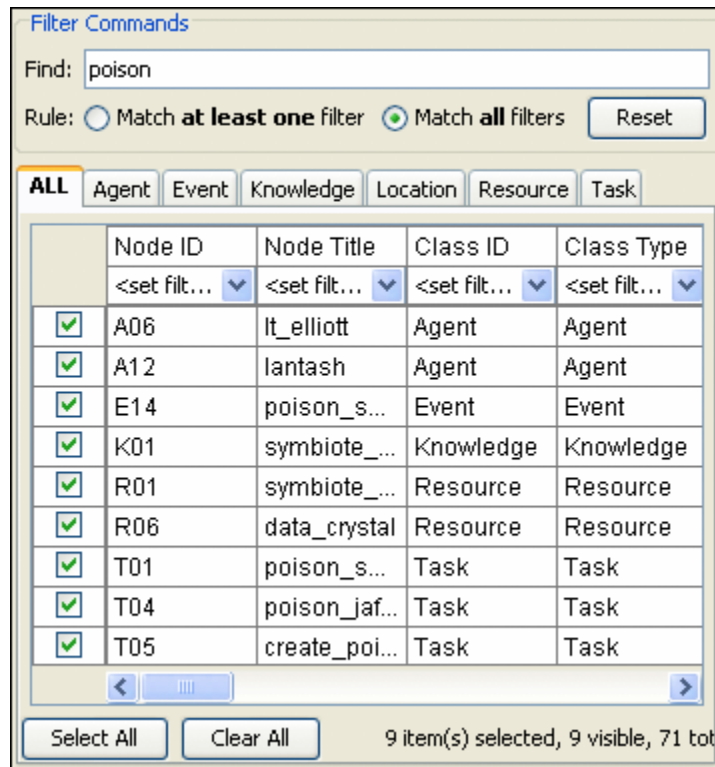 Filter Commands
Find: poison
Rule: Match at least one filter Match all filters Reset
ALL Agent Event Knowledge Location Resource Task
Node ID Node Title Class ID Class Type
<set filt... <set filt... <set filt... <set filt...
A06 lt_elliott Agent Agent
A12 lantash Agent Agent
E14 poison_s... Event Event
K01 symbiote_... Knowledge Knowledge
R01 symbiote_... Resource Resource
R06 data_crystal Resource Resource
T01 poison_s... Task Task
T04 poison_jaf... Task Task
T05 create_poi... Task Task
Select All Clear All 9 item(s) selected, 9 visible, 71 tot